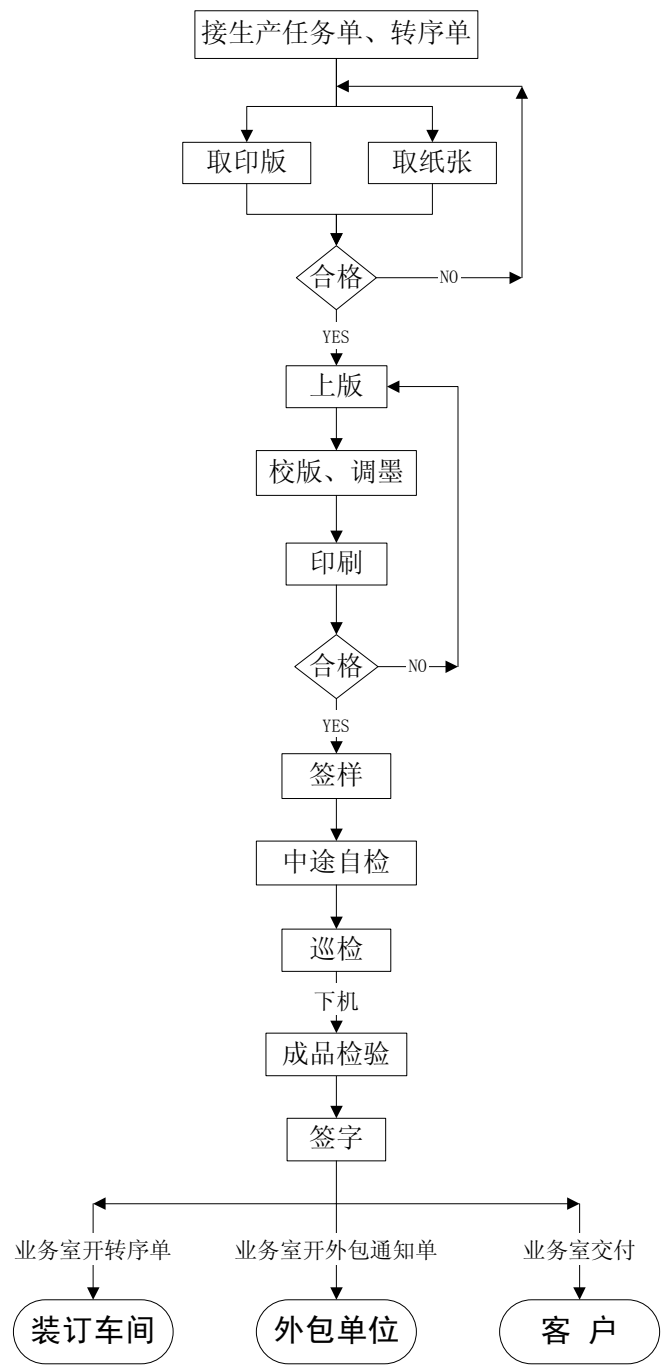 接生产任务单、转序单
取印版
取纸张
合格
NO
YES
上版
校版、调墨
印刷
合格
NO
YES
签样
中途自检
巡检
下机
成品检验
签字
业务室开转序单
业务室开外包通知单
业务室交付
装订车间
外包单位
客 户